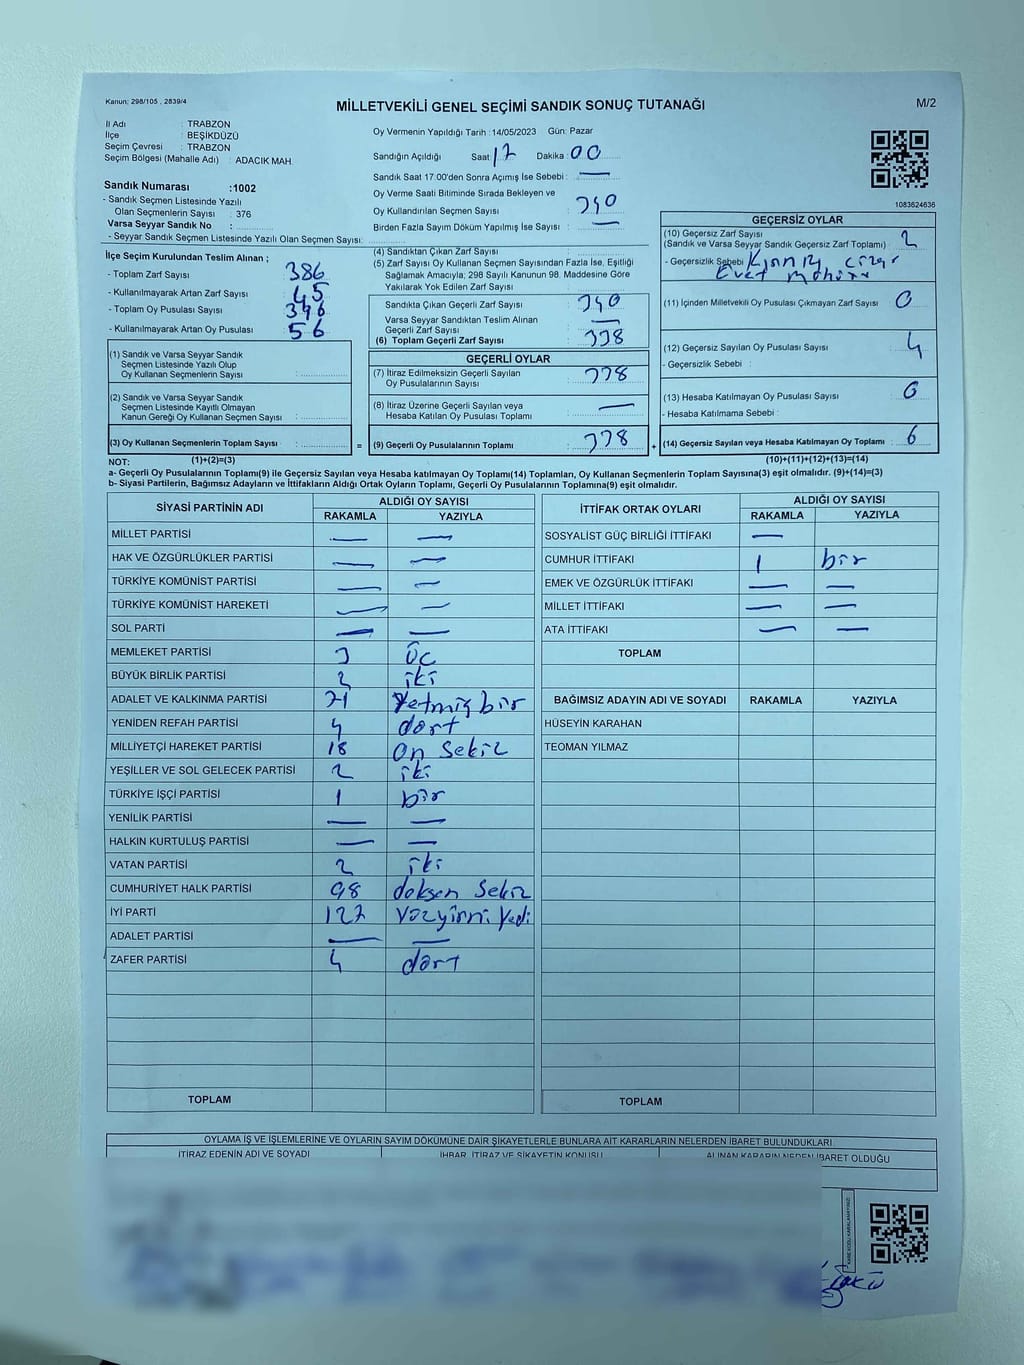 Kanun; 298/105 , 2839/4
MİLLETVEKİLİ GENEL SEÇİMİ SANDIK SONUÇ TUTANAĞI
M/2
İl Adı : TRABZON
İlçe : BEŞİKDÜZÜ
Seçim Çevresi : TRABZON
Seçim Bölgesi (Mahalle Adı) : ADACIK MAH.
Sandık Numarası :1002
- Sandık Seçmen Listesinde Yazılı
Olan Seçmenlerin Sayısı : 376
Varsa Seyyar Sandık No :
- Seyyar Sandık Seçmen Listesinde Yazılı Olan Seçmen Sayısı:
Oy Vermenin Yapıldığı Tarih :14/05/2023 Gün: Pazar
Sandığın Açıldığı Saat: 17 Dakika : 00
Sandık Saat 17.00'den Sonra Açımış İse Sebebi : —
Oy Verme Saati Bitiminde Sırada Bekleyen ve
Oy Kullandırılan Seçmen Sayısı : 340
Birden Fazla Sayım Döküm Yapılmış İse Sayısı : —
1083624636
İlçe Seçim Kurulundan Teslim Alınan ;
- Toplam Zarf Sayısı : 386
- Kullanılmayarak Artan Zarf Sayısı : 45
- Toplam Oy Pusulası Sayısı :
- Kullanılmayarak Artan Oy Pusulası : 56
(4) Sandıktan Çıkan Zarf Sayısı :
(5) Zarf Sayısı Oy Kullanan Seçmen Sayısından Fazla İse, Eşitliği
Sağlamak Amacıyla; 298 Sayılı Kanunun 98. Maddesine Göre
Yakılarak Yok Edilen Zarf Sayısı :
Sandıkta Çıkan Geçerli Zarf Sayısı : 340
Varsa Seyyar Sandıktan Teslim Alınan
Geçerli Zarf Sayısı : —
(6) Toplam Geçerli Zarf Sayısı : 338
GEÇERLİ OYLAR
(7) İtiraz Edilmeksizin Geçerli Sayılan
Oy Pusulalarının Sayısı : 338
(8) İtiraz Üzerine Geçerli Sayılan veya
Hesaba Katılan Oy Pusulası Toplamı : —
(9) Geçerli Oy Pusulalarının Toplamı : 338
GEÇERSİZ OYLAR
(10) Geçersiz Zarf Sayısı
(Sandık ve Varsa Seyyar Sandık Geçersiz Zarf Toplamı) : 2
- Geçersizlik Sebebi :
Evet
(11) İçinden Milletvekili Oy Pusulası Çıkmayan Zarf Sayısı : 0
(12) Geçersiz Sayılan Oy Pusulası Sayısı : 4
- Geçersizlik Sebebi :
(13) Hesaba Katılmayan Oy Pusulası Sayısı : 0
- Hesaba Katılmama Sebebi :
(14) Geçersiz Sayılan veya Hesaba Katılmayan Oy Toplamı : 6
(10)+(11)+(12)+(13)=(14)
(1) Sandık ve Varsa Seyyar Sandık
Seçmen Listesinde Yazılı Olup
Oy Kullanan Seçmenlerin Sayısı :
(2) Sandık ve Varsa Seyyar Sandık
Seçmen Listesinde Kayıtlı Olmayan
Kanun Gereği Oy Kullanan Seçmen Sayısı :
(3) Oy Kullanan Seçmenlerin Toplam Sayısı :
=
+
NOT: (1)+(2)=(3)
a- Geçerli Oy Pusulalarının Toplamı(9) ile Geçersiz Sayılan veya Hesaba katılmayan Oy Toplamı(14) Toplamları, Oy Kullanan Seçmenlerin Toplam Sayısına(3) eşit olmalıdır. (9)+(14)=(3)
b- Siyasi Partilerin, Bağımsız Adayların ve İttifakların Aldığı Ortak Oyların Toplamı, Geçerli Oy Pusulalarının Toplamına(9) eşit olmalıdır.
SİYASİ PARTİNİN ADI
ALDIĞI OY SAYISI
RAKAMLA YAZIYLA
MİLLET PARTİSİ — —
HAK VE ÖZGÜRLÜKLER PARTİSİ — —
TÜRKİYE KOMÜNİST PARTİSİ — —
TÜRKİYE KOMÜNİST HAREKETİ — —
SOL PARTİ — —
MEMLEKET PARTİSİ 3 üç
BÜYÜK BİRLİK PARTİSİ 2 iki
ADALET VE KALKINMA PARTİSİ 71 Yetmiş bir
YENİDEN REFAH PARTİSİ 4 dört
MİLLİYETÇİ HAREKET PARTİSİ 18 On Sekiz
YEŞİLLER VE SOL GELECEK PARTİSİ 2 iki
TÜRKİYE İŞÇİ PARTİSİ 1 bir
YENİLİK PARTİSİ — —
HALKIN KURTULUŞ PARTİSİ — —
VATAN PARTİSİ 2 iki
CUMHURİYET HALK PARTİSİ 98 doksan Sekiz
İYİ PARTİ 127 Yüzyirmi Yedi
ADALET PARTİSİ — —
ZAFER PARTİSİ 4 dört
TOPLAM
İTTİFAK ORTAK OYLARI
ALDIĞI OY SAYISI
RAKAMLA YAZIYLA
SOSYALİST GÜÇ BİRLİĞİ İTTİFAKI —
CUMHUR İTTİFAKI 1 bir
EMEK VE ÖZGÜRLÜK İTTİFAKI — —
MİLLET İTTİFAKI — —
ATA İTTİFAKI — —
TOPLAM
BAĞIMSIZ ADAYIN ADI VE SOYADI RAKAMLA YAZIYLA
HÜSEYİN KARAHAN
TEOMAN YILMAZ
TOPLAM
OYLAMA İŞ VE İŞLEMLERİNE VE OYLARIN SAYIM DÖKÜMÜNE DAİR ŞİKAYETLERLE BUNLARA AİT KARARLARIN NELERDEN İBARET BULUNDUKLARI
İTİRAZ EDENİN ADI VE SOYADI
İHBAR, İTİRAZ VE ŞİKAYETİN KONUSU
ALINAN KARARIN NEDEN İBARET OLDUĞU